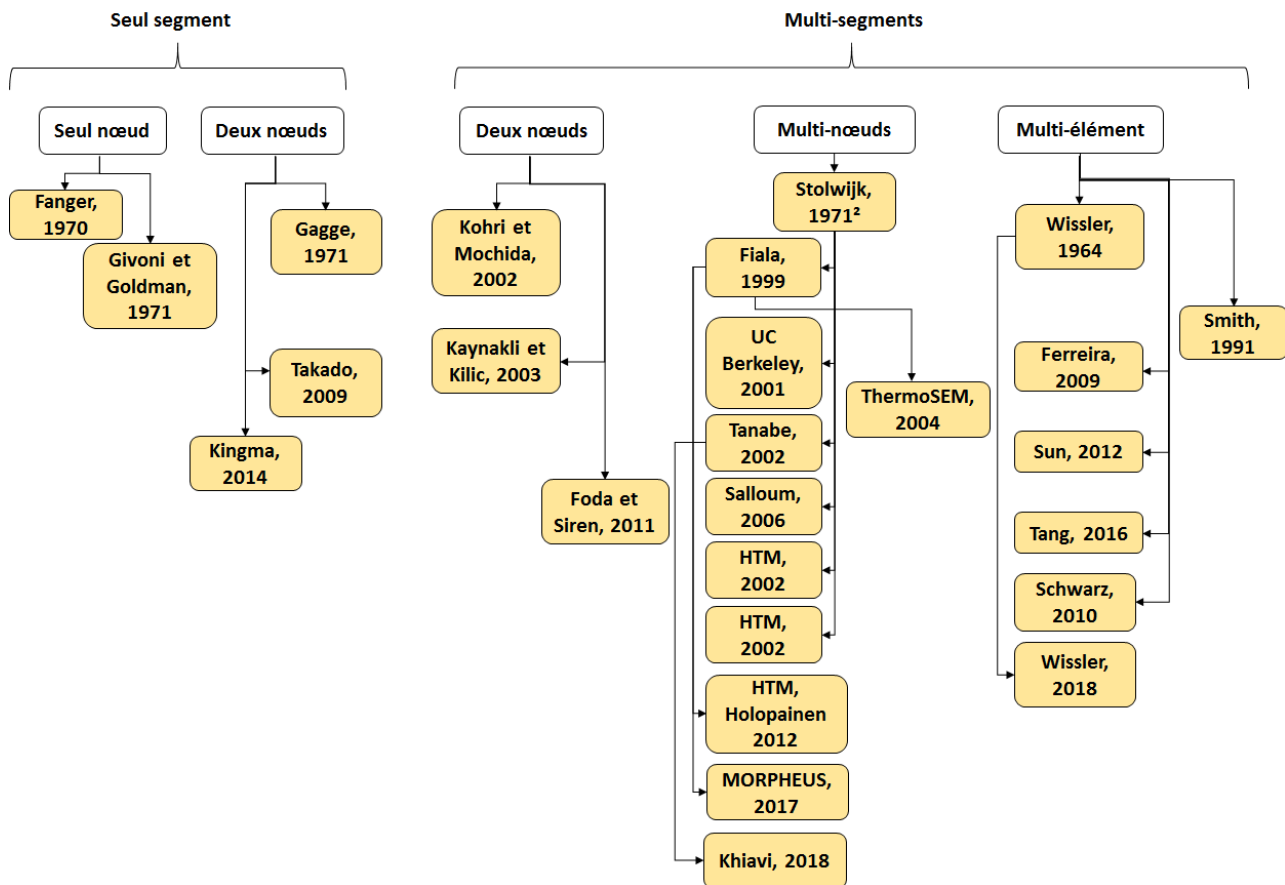 Seul segment
Multi-segments
Seul nœud
Deux nœuds
Deux nœuds
Multi-nœuds
Multi-élément
Fanger,
1970
Givoni et
Goldman,
1971
Gagge,
1971
Takado,
2009
Kingma,
2014
Kohri et
Mochida,
2002
Kaynakli et
Kilic, 2003
Foda et
Siren, 2011
Stolwijk,
1971²
Fiala,
1999
UC
Berkeley,
2001
ThermoSEM,
2004
Tanabe,
2002
Salloum,
2006
HTM,
2002
HTM,
2002
HTM,
Holopainen
2012
MORPHEUS,
2017
Khiavi, 2018
Wissler,
1964
Smith,
1991
Ferreira,
2009
Sun, 2012
Tang, 2016
Schwarz,
2010
Wissler,
2018